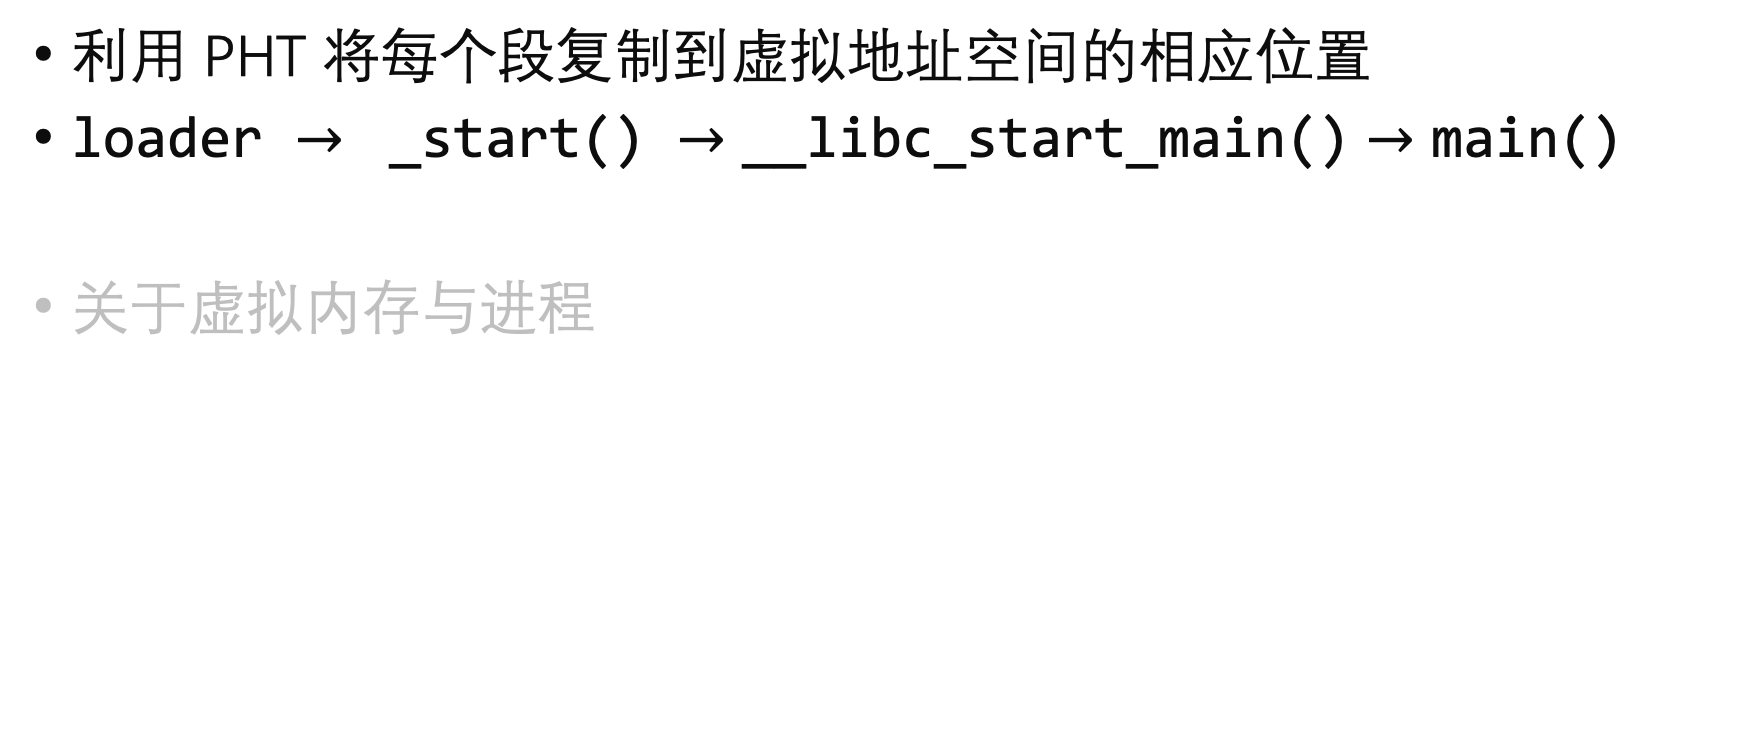 • 利用 PHT 将每个段复制到虚拟地址空间的相应位置
• loader → _start() → __libc_start_main() → main()
• 关于虚拟内存与进程